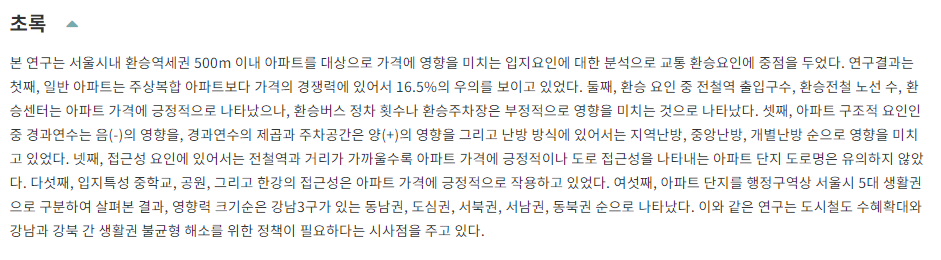 초록
본 연구는 서울시내 환승역세권 500m 이내 아파트를 대상으로 가격에 영향을 미치는 입지요인에 대한 분석으로 교통 환승요인에 중점을 두었다. 연구결과는
첫째, 일반 아파트는 주상복합 아파트보다 가격의 경쟁력에 있어서 16.5%의 우위를 보이고 있었다. 둘째, 환승 요인 중 전철역 출입구수, 환승전철 노선 수, 환
승센터는 아파트 가격에 긍정적으로 나타났으나, 환승버스 정차 횟수나 환승주차장은 부정적으로 영향을 미치는 것으로 나타났다. 셋째, 아파트 구조적 요인인
중 경과연수는 음(-)의 영향을, 경과연수의 제곱과 주차공간은 양(+)의 영향을 그리고 난방 방식에 있어서는 지역난방, 중앙난방, 개별난방 순으로 영향을 미치
고 있었다. 넷째, 접근성 요인에 있어서는 전철역과 거리가 가까울수록 아파트 가격에 긍정적이나 도로 접근성을 나타내는 아파트 단지 도로명은 유의하지 않았
다. 다섯째, 입지특성 중학교, 공원, 그리고 한강의 접근성은 아파트 가격에 긍정적으로 작용하고 있었다. 여섯째, 아파트 단지를 행정구역상 서울시 5대 생활권
으로 구분하여 살펴본 결과, 영향력 크기순은 강남3구가 있는 동남권, 도심권, 서북권, 서남권, 동북권 순으로 나타났다. 이와 같은 연구는 도시철도 수혜확대와
강남과 강북 간 생활권 불균형 해소를 위한 정책이 필요하다는 시사점을 주고 있다.